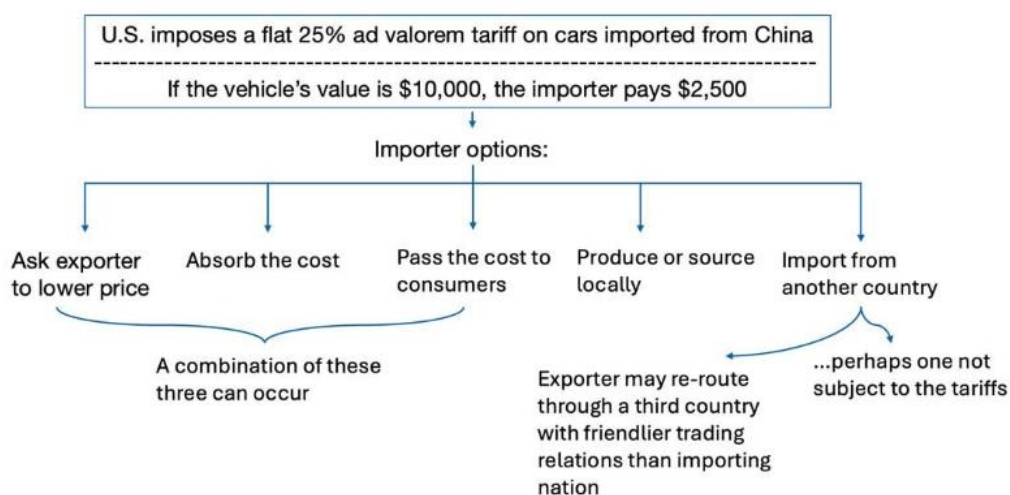 U.S. imposes a flat 25% ad valorem tariff on cars imported from China
If the vehicle's value is $10,000, the importer pays $2,500
Importer options:
Ask exporter
to lower price
Absorb the cost
Pass the cost to
consumers
Produce or source
locally
Import from
another country
A combination of these
three can occur
Exporter may re-route
through a third country
with friendlier trading
relations than importing
nation
...perhaps one not
subject to the tariffs